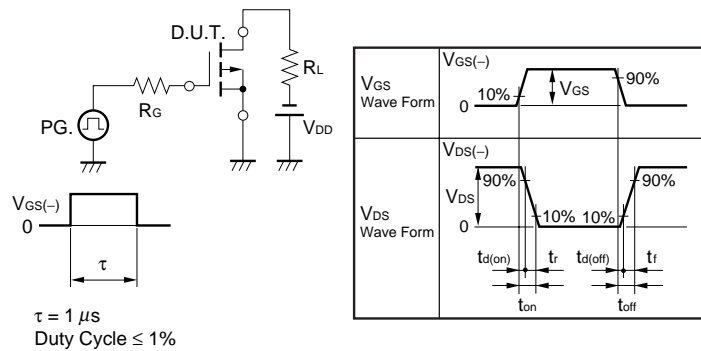 D.U.T.
RL
RG
PG.
VDD
VGS(−)
0
τ
τ = 1 μs
Duty Cycle ≤ 1%
VGS
Wave Form
VGS(−)
10%
0
VGS
90%
VDS
Wave Form
VDS(−)
90%
VDS
0
10%
10%
90%
td(on)
tr
td(off)
tf
ton
toff